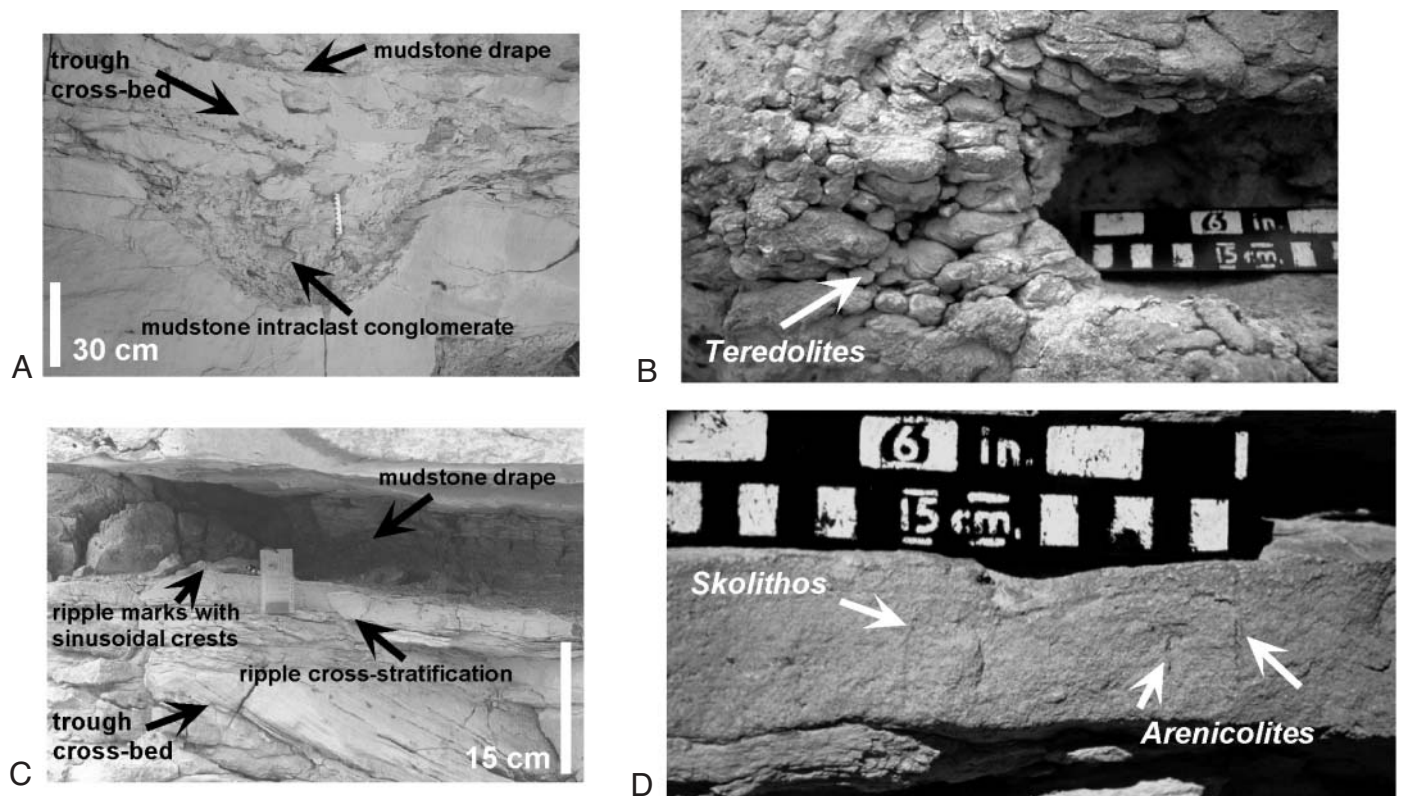 mudstone drape
trough
cross-bed
mudstone intraclast conglomerate
30 cm
A
6 in.
15 cm.
Teredolites
B
mudstone drape
ripple marks with
sinusoidal crests
ripple cross-stratification
trough
cross-bed
15 cm
C
6 in.
15 cm.
Skolithos
Arenicolites
D